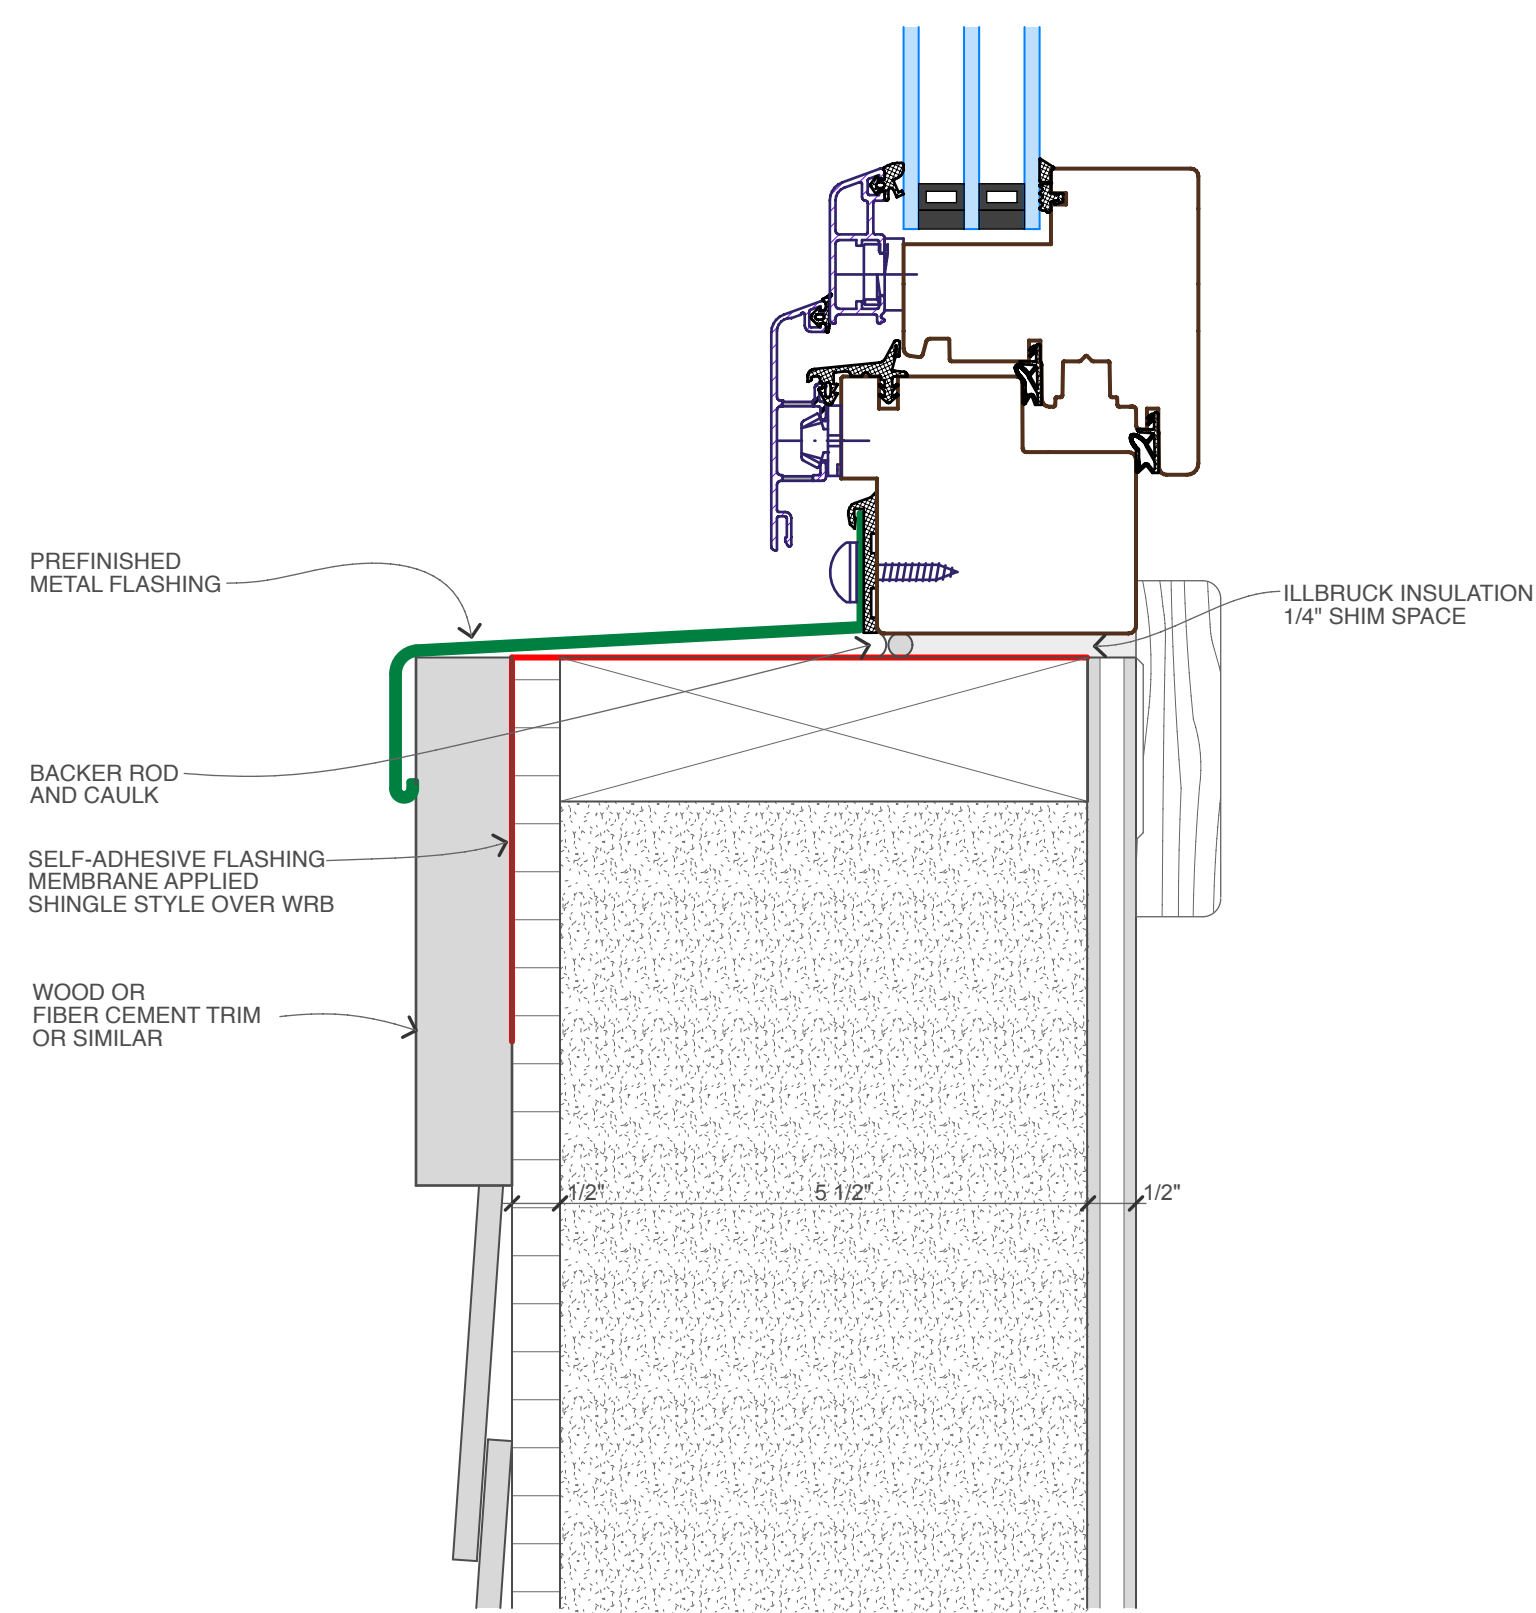 PREFINISHED
METAL FLASHING
ILLBRUCK INSULATION
1/4" SHIM SPACE
BACKER ROD
AND CAULK
SELF-ADHESIVE FLASHING
MEMBRANE APPLIED
SHINGLE STYLE OVER WRB
WOOD OR
FIBER CEMENT TRIM
OR SIMILAR
1/2" 5 1/2" 1/2"